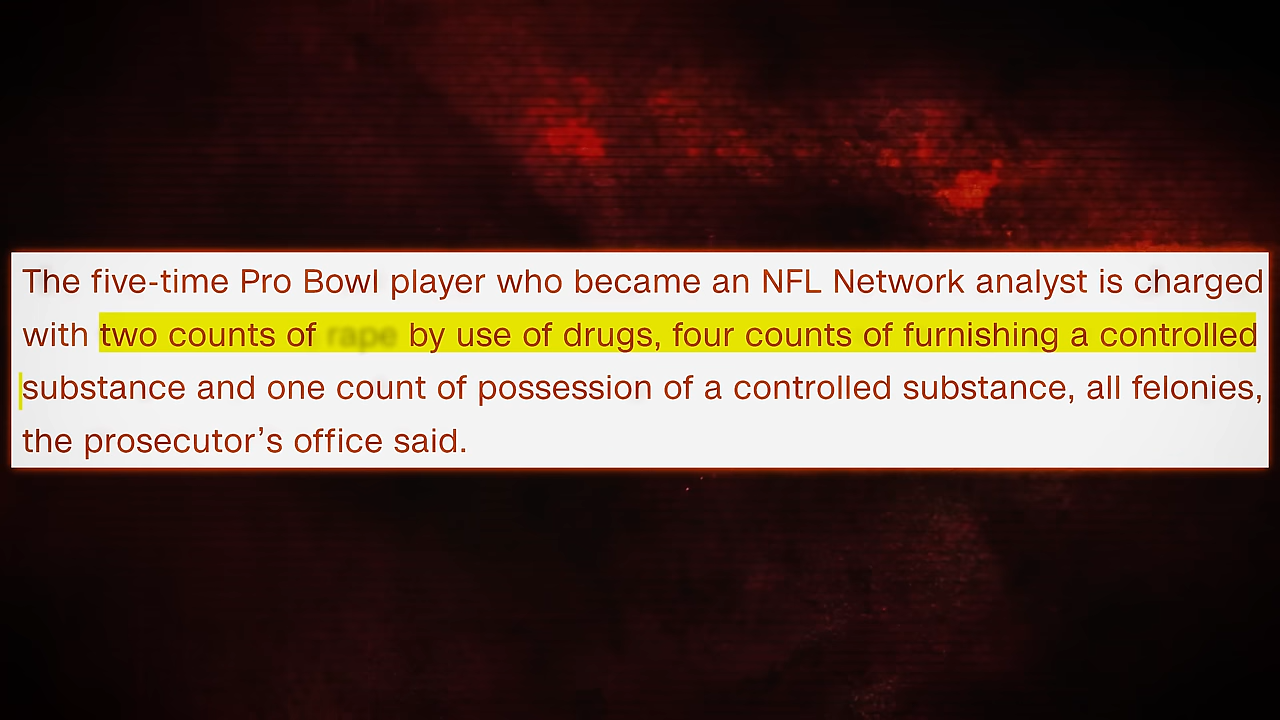 The five-time Pro Bowl player who became an NFL Network analyst is charged
with two counts of rape by use of drugs, four counts of furnishing a controlled
substance and one count of possession of a controlled substance, all felonies,
the prosecutor’s office said.